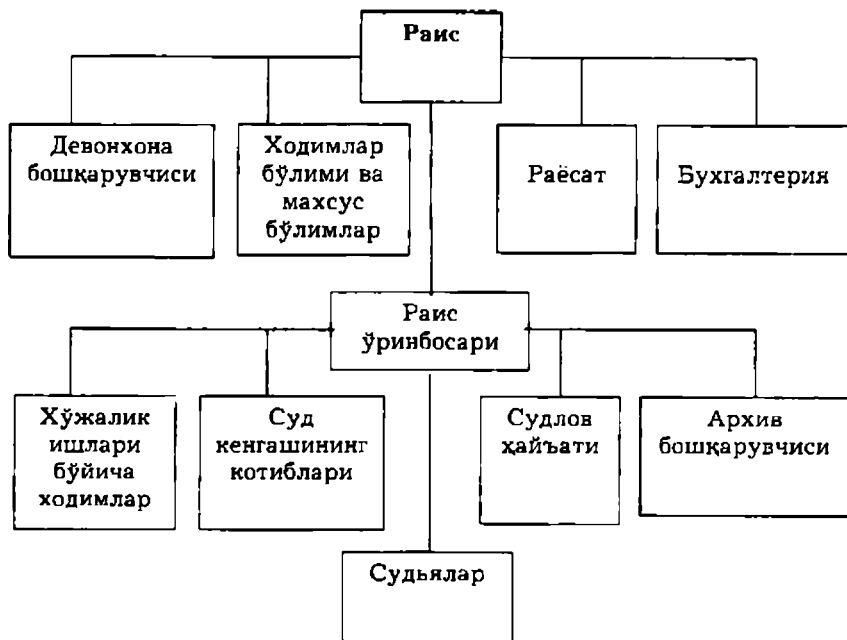 Раис
Девонхона
бошқарувчиси
Ходимлар
бўлими ва
махсус
бўлимлар
Раёсат
Бухгалтерия
Раис
ўринбосари
Хўжалик
ишлари
бўйича
ходимлар
Суд
кенгашининг
котиблари
Судлов
ҳайъати
Архив
бошқарувчиси
Судьялар